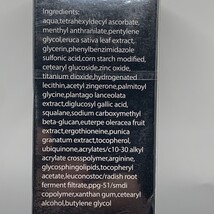 Ingredients:
aqua,tetrahexyldecyl ascorbate,
menthyl anthranilate,pentylene
glycol,eruca sativa leaf extract,
glycerin,phenylbenzimidazole
sulfonic acid,corn starch modified,
cetearyl glucoside,zinc oxide,
titanium dioxide,hydrogenated
lecithin,acetyl zingerone,palmitoyl
glycine,plantago lanceolata
extract,diglucosyl gallic acid,
squalane,sodium carboxymethyl
beta-glucan,euterpe oleracea fruit
extract,ergothioneine,punica
granatum extract,tocopherol,
ubiquinone,acrylates/c10-30 alkyl
acrylate crosspolymer,arginine,
glycosphingolipids,tocopheryl
acetate,leuconostoc/radish root
ferment filtrate,ppg-51/smdi
copolymer,xanthan gum,cetearyl
alcohol,butylene glycol